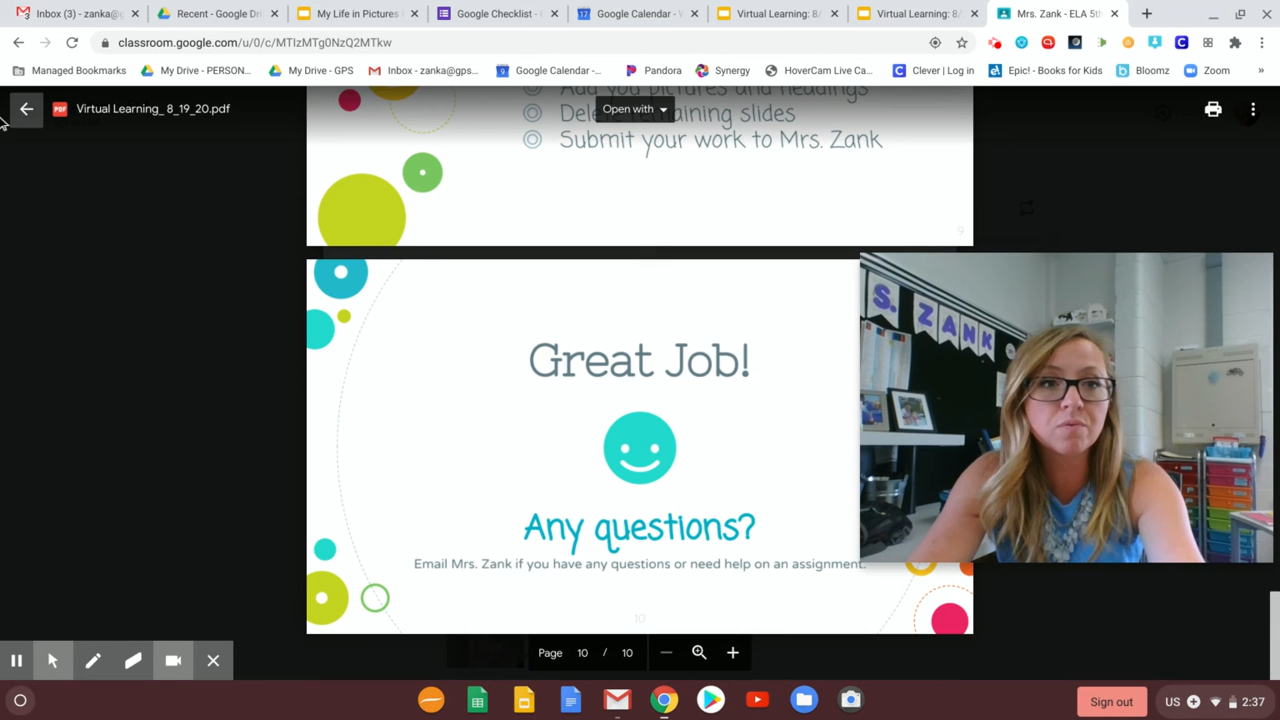 Inbox (3) - zanka@g
Recent - Google Dri
My Life in Pictures
Google Checklist -
Google Calendar - W
Virtual Learning: 8/
Virtual Learning: 8/
Mrs. Zank - ELA 5th
classroom.google.com/u/0/c/MTIzMTg0NzQ2MTkw
Managed Bookmarks
My Drive - PERSON...
My Drive - GPS
Inbox - zanka@gps...
Google Calendar -...
Pandora
Synergy
HoverCam Live Ca...
Clever | Log in
Epic! - Books for Kids
Bloomz
Zoom
»
PDF
Virtual Learning_ 8_19_20.pdf
Open with
Add you pictures and headings
Delete remaining slides
Submit your work to Mrs. Zank
9
S. ZANK
Great Job!
Any questions?
Email Mrs. Zank if you have any questions or need help on an assignment.
10
Page 10 / 10
Sign out
US
2:37